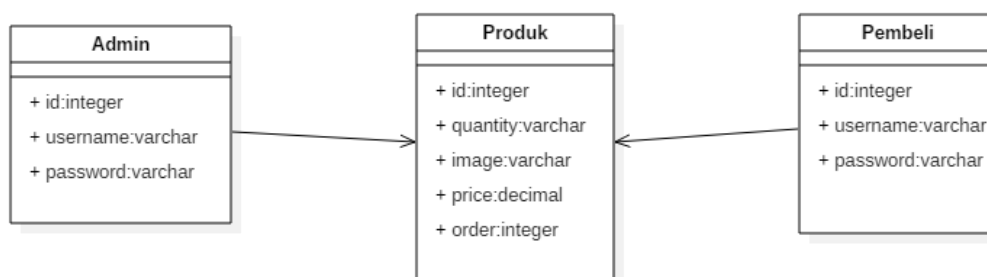 Admin
+ id:integer
+ username:varchar
+ password:varchar
Produk
+ id:integer
+ quantity:varchar
+ image:varchar
+ price:decimal
+ order:integer
Pembeli
+ id:integer
+ username:varchar
+ password:varchar